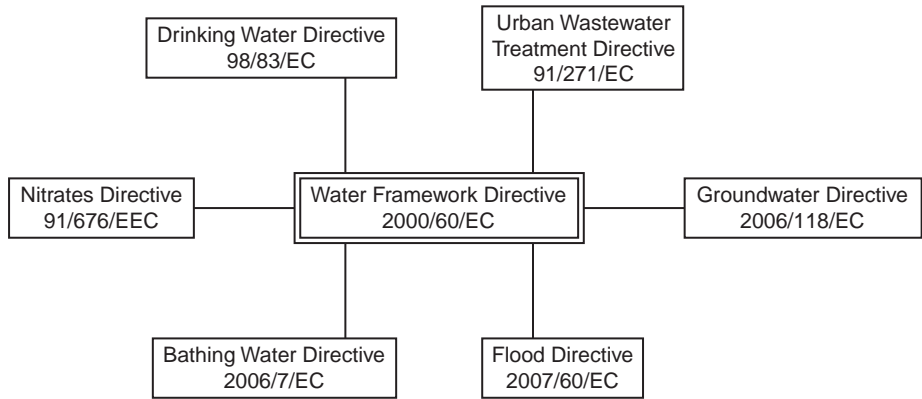 Drinking Water Directive
98/83/EC
Urban Wastewater
Treatment Directive
91/271/EC
Nitrates Directive
91/676/EEC
Water Framework Directive
2000/60/EC
Groundwater Directive
2006/118/EC
Bathing Water Directive
2006/7/EC
Flood Directive
2007/60/EC